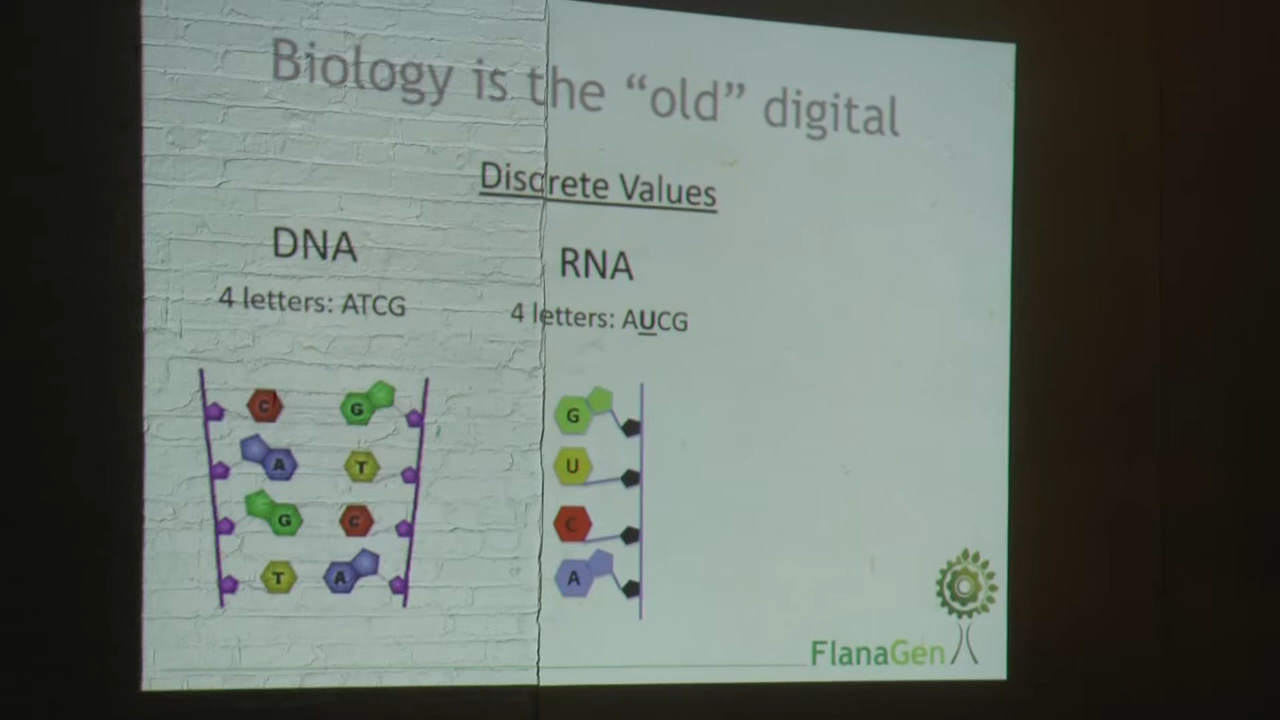 Biology is the “old” digital
Discrete Values
DNA
4 letters: ATCG
RNA
4 letters: AUCG
C G
A T
G C
T A
G
U
C
A
FlanaGen